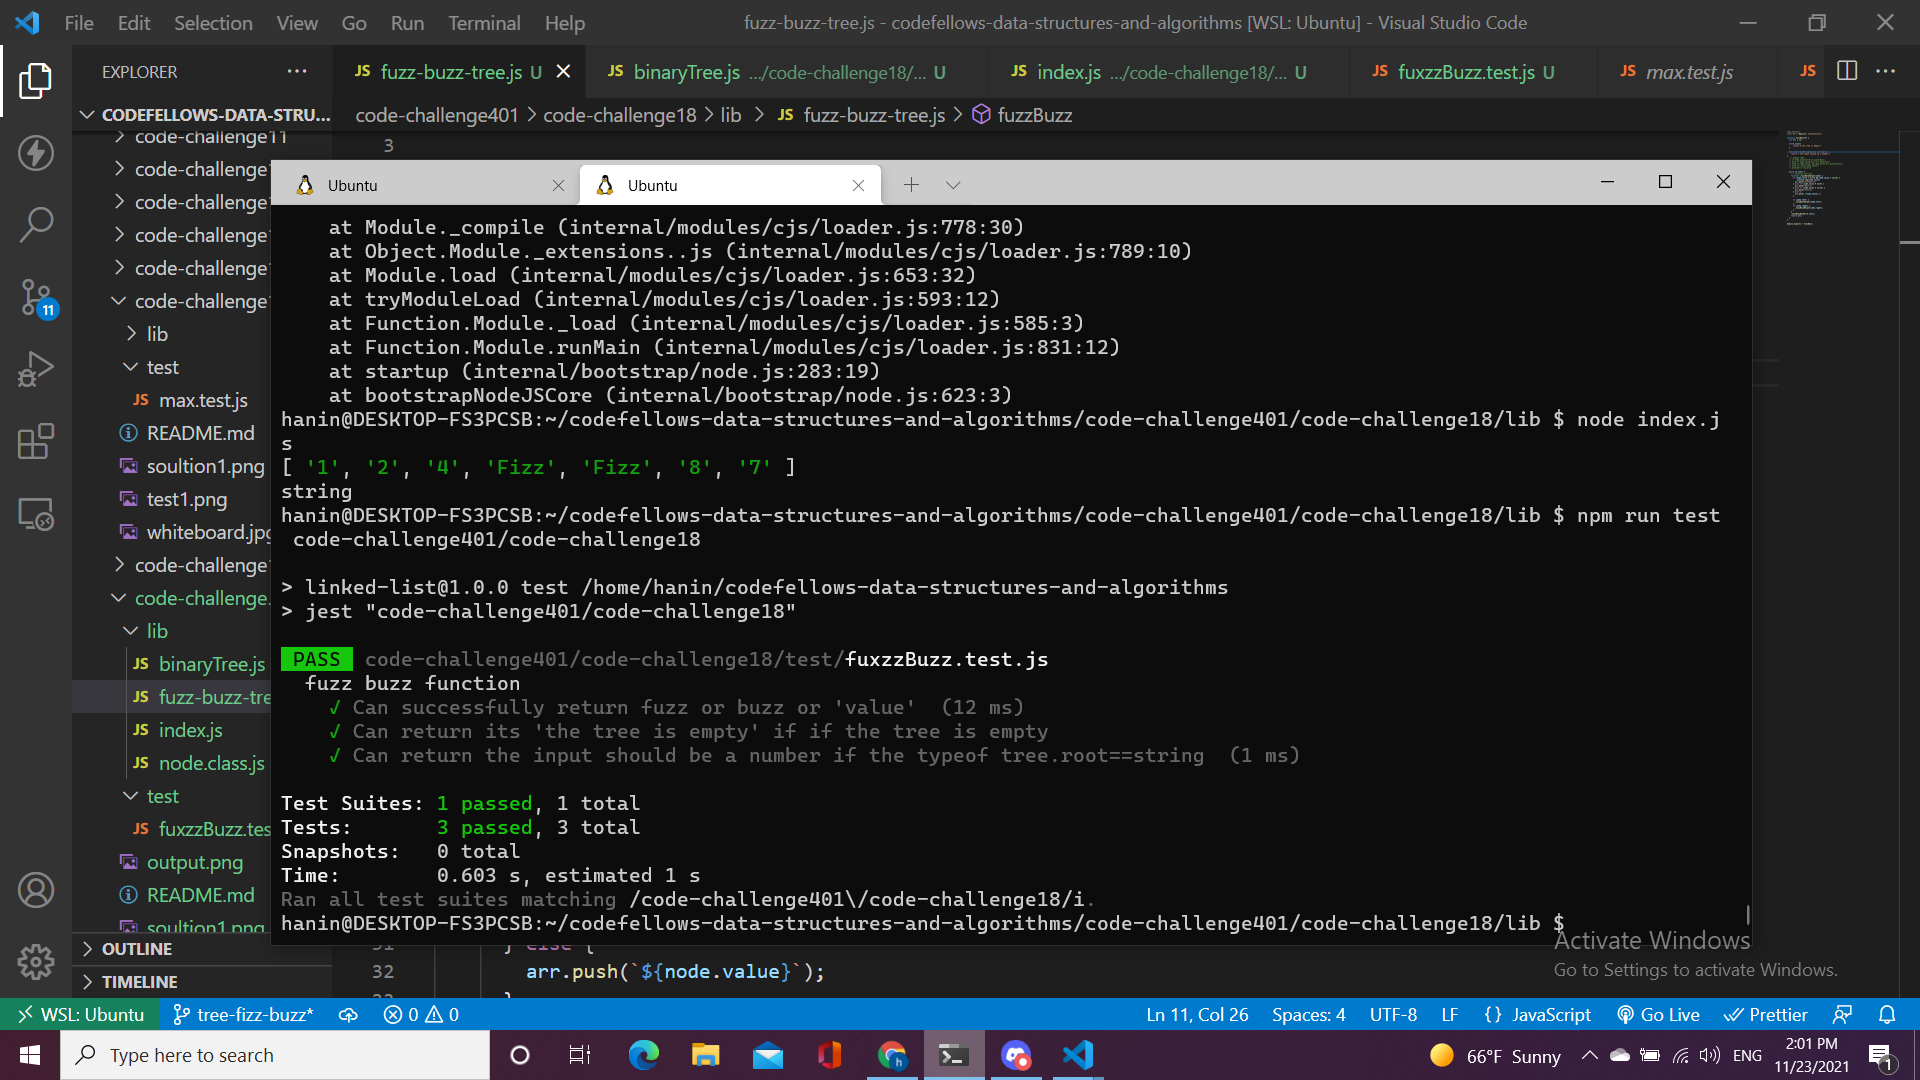 File Edit Selection View Go Run Terminal Help
fuzz-buzz-tree.js - codefellows-data-structures-and-algorithms [WSL: Ubuntu] - Visual Studio Code
EXPLORER
JS fuzz-buzz-tree.js U
JS binaryTree.js .../code-challenge18/... U
JS index.js .../code-challenge18/... U
JS fuxzzBuzz.test.js U
JS max.test.js
JS
CODEFELLOWS-DATA-STRU...
code-challenge401 > code-challenge18 > lib > JS fuzz-buzz-tree.js > fuzzBuzz
3
code-challenge11
code-challenge
code-challenge
code-challenge
code-challenge
code-challenge
lib
test
JS max.test.js
README.md
soultion1.png
test1.png
whiteboard.jpg
code-challenge
code-challenge.
lib
JS binaryTree.js
JS fuzz-buzz-tre
JS index.js
JS node.class.js
test
JS fuxzzBuzz.tes
output.png
README.md
soultion1.png
OUTLINE
TIMELINE
11
Ubuntu
Ubuntu
at Module._compile (internal/modules/cjs/loader.js:778:30)
at Object.Module._extensions..js (internal/modules/cjs/loader.js:789:10)
at Module.load (internal/modules/cjs/loader.js:653:32)
at tryModuleLoad (internal/modules/cjs/loader.js:593:12)
at Function.Module._load (internal/modules/cjs/loader.js:585:3)
at Function.Module.runMain (internal/modules/cjs/loader.js:831:12)
at startup (internal/bootstrap/node.js:283:19)
at bootstrapNodeJSCore (internal/bootstrap/node.js:623:3)
hanin@DESKTOP-FS3PCSB:~/codefellows-data-structures-and-algorithms/code-challenge401/code-challenge18/lib $ node index.j
s
[ '1', '2', '4', 'Fizz', 'Fizz', '8', '7' ]
string
hanin@DESKTOP-FS3PCSB:~/codefellows-data-structures-and-algorithms/code-challenge401/code-challenge18/lib $ npm run test
code-challenge401/code-challenge18
> linked-list@1.0.0 test /home/hanin/codefellows-data-structures-and-algorithms
> jest "code-challenge401/code-challenge18"
PASS code-challenge401/code-challenge18/test/fuxzzBuzz.test.js
fuzz buzz function
√ Can successfully return fuzz or buzz or 'value' (12 ms)
√ Can return its 'the tree is empty' if if the tree is empty
√ Can return the input should be a number if the typeof tree.root==string (1 ms)
Test Suites: 1 passed, 1 total
Tests: 3 passed, 3 total
Snapshots: 0 total
Time: 0.603 s, estimated 1 s
Ran all test suites matching /code-challenge401\/code-challenge18/i.
hanin@DESKTOP-FS3PCSB:~/codefellows-data-structures-and-algorithms/code-challenge401/code-challenge18/lib $
} else {
32 arr.push(`${node.value}`);
Activate Windows
Go to Settings to activate Windows.
WSL: Ubuntu tree-fizz-buzz* 0 0 Ln 11, Col 26 Spaces: 4 UTF-8 LF {} JavaScript Go Live Prettier
Type here to search
66°F Sunny
ENG
2:01 PM
11/23/2021
1